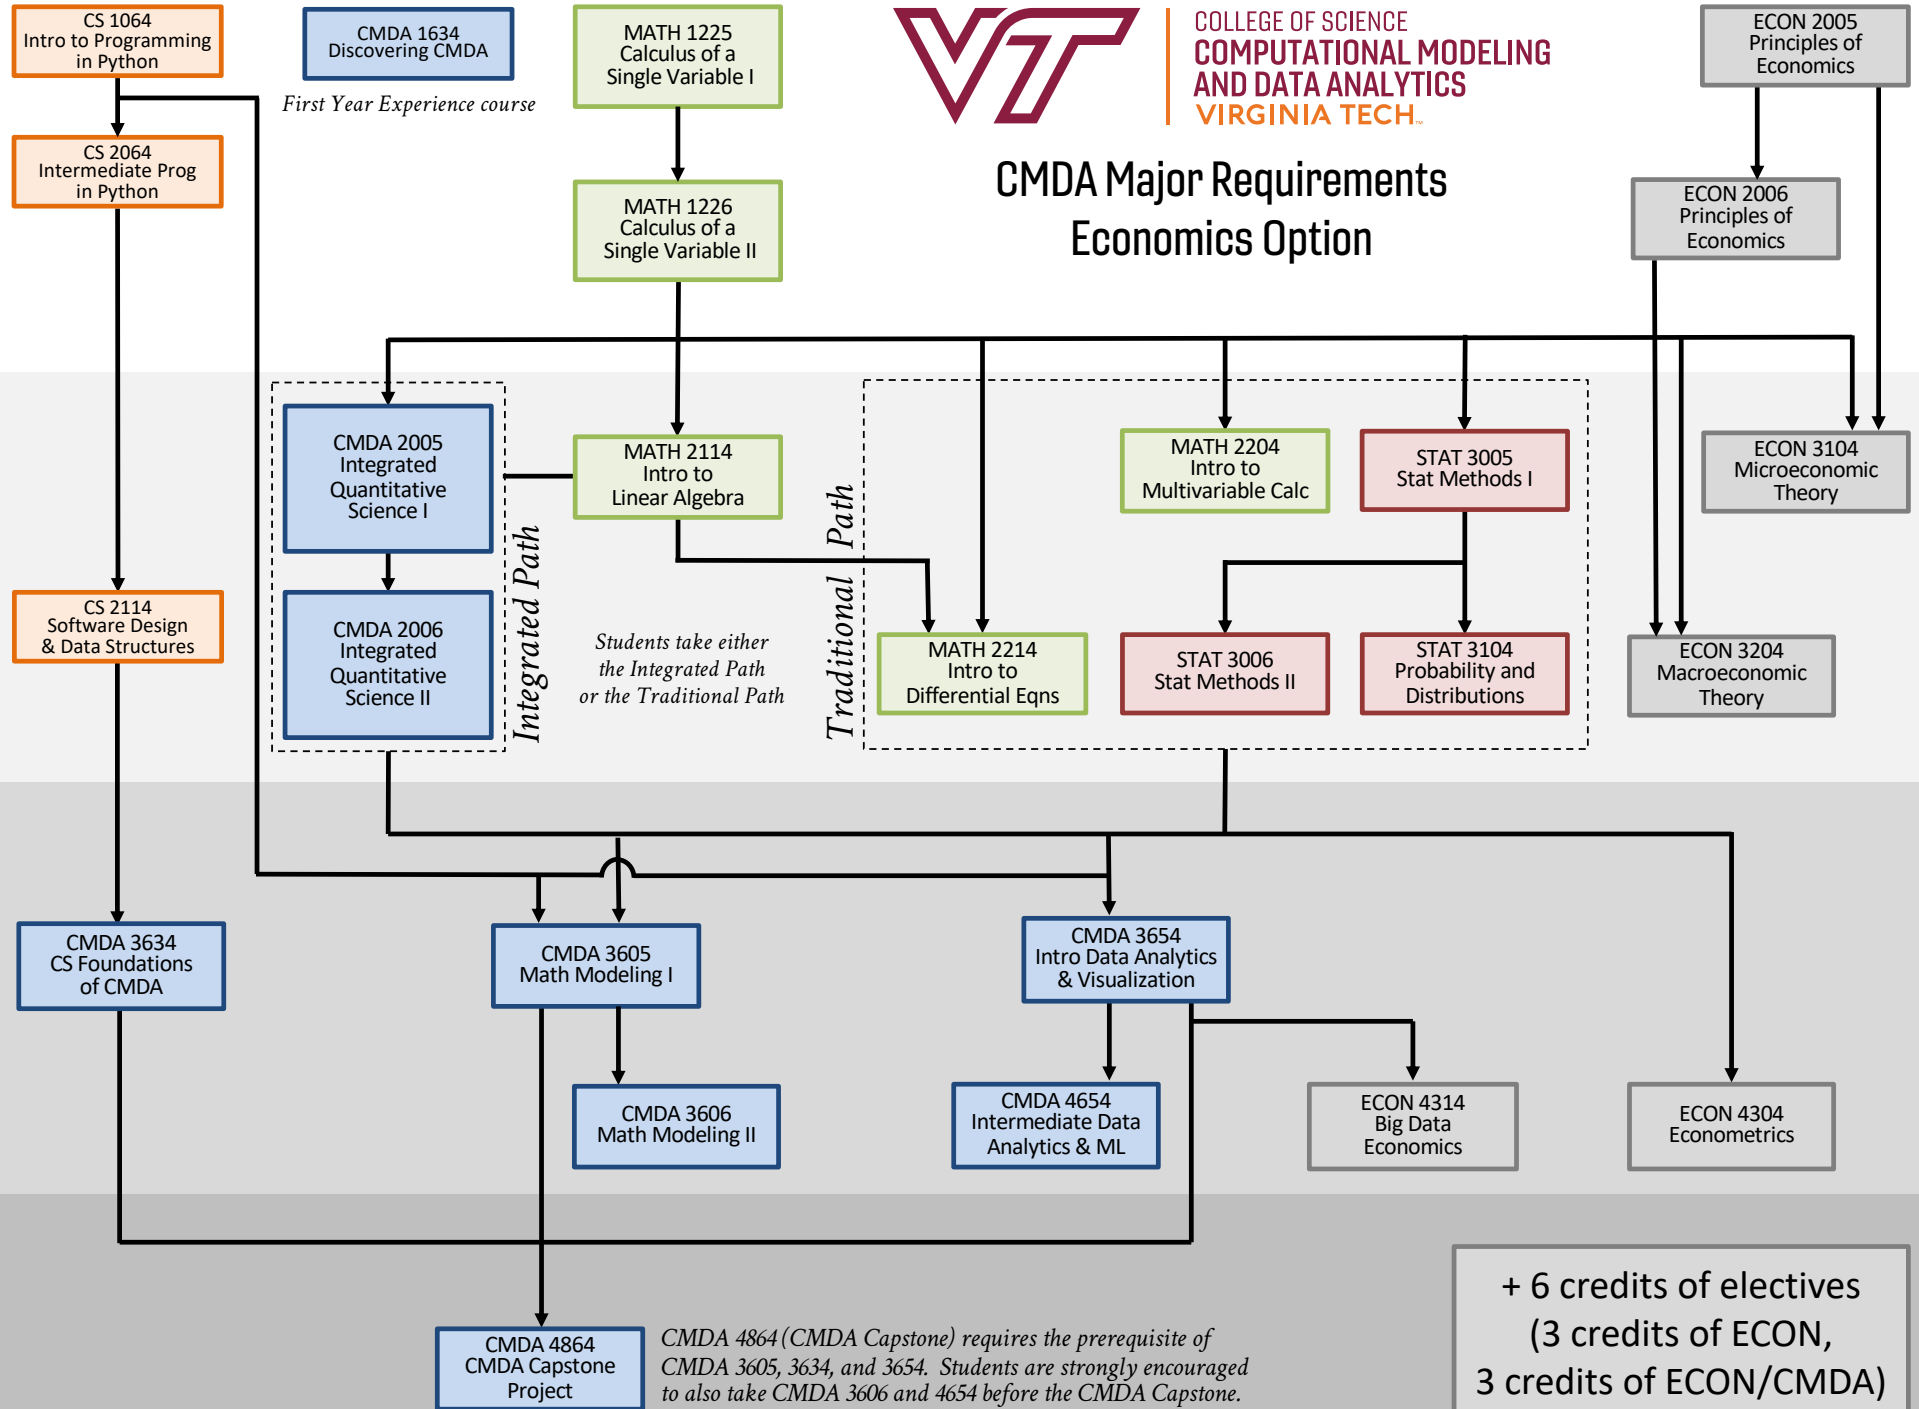 CS 1064
Intro to Programming
in Python
CMDA 1634
Discovering CMDA
First Year Experience course
MATH 1225
Calculus of a
Single Variable I
VT
COLLEGE OF SCIENCE
COMPUTATIONAL MODELING
AND DATA ANALYTICS
VIRGINIA TECH™
ECON 2005
Principles of
Economics
CS 2064
Intermediate Prog
in Python
MATH 1226
Calculus of a
Single Variable II
CMDA Major Requirements
Economics Option
ECON 2006
Principles of
Economics
CMDA 2005
Integrated
Quantitative
Science I
MATH 2114
Intro to
Linear Algebra
MATH 2204
Intro to
Multivariable Calc
STAT 3005
Stat Methods I
ECON 3104
Microeconomic
Theory
CS 2114
Software Design
& Data Structures
CMDA 2006
Integrated
Quantitative
Science II
Integrated Path
Students take either
the Integrated Path
or the Traditional Path
Traditional Path
MATH 2214
Intro to
Differential Eqns
STAT 3006
Stat Methods II
STAT 3104
Probability and
Distributions
ECON 3204
Macroeconomic
Theory
CMDA 3634
CS Foundations
of CMDA
CMDA 3605
Math Modeling I
CMDA 3654
Intro Data Analytics
& Visualization
CMDA 3606
Math Modeling II
CMDA 4654
Intermediate Data
Analytics & ML
ECON 4314
Big Data
Economics
ECON 4304
Econometrics
CMDA 4864
CMDA Capstone
Project
CMDA 4864 (CMDA Capstone) requires the prerequisite of
CMDA 3605, 3634, and 3654. Students are strongly encouraged
to also take CMDA 3606 and 4654 before the CMDA Capstone.
+ 6 credits of electives
(3 credits of ECON,
3 credits of ECON/CMDA)